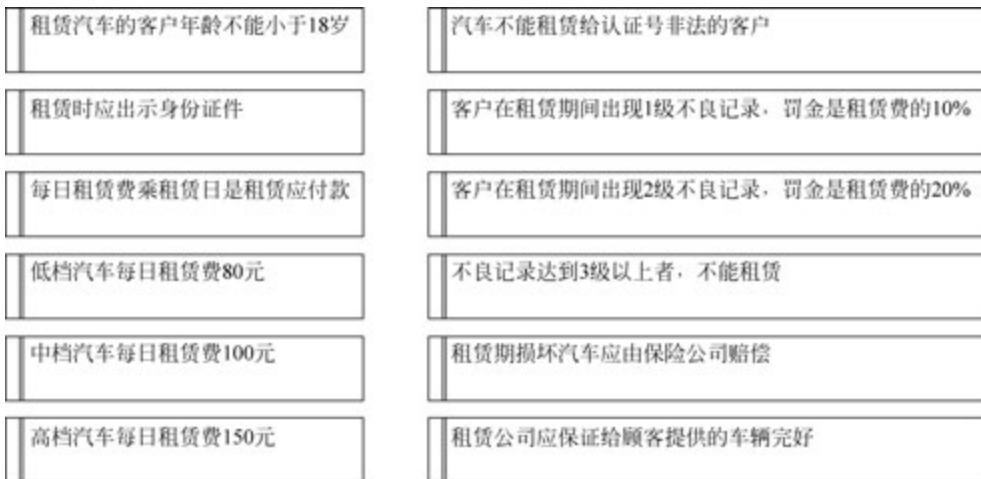 租赁汽车的客户年龄不能小于18岁
租赁时应出示身份证件
每日租赁费乘租赁日是租赁应付款
低档汽车每日租赁费80元
中档汽车每日租赁费100元
高档汽车每日租赁费150元
汽车不能租赁给认证号非法的客户
客户在租赁期间出现1级不良记录，罚金是租赁费的10%
客户在租赁期间出现2级不良记录，罚金是租赁费的20%
不良记录达到3级以上者，不能租赁
租赁期损坏汽车应由保险公司赔偿
租赁公司应保证给顾客提供的车辆完好